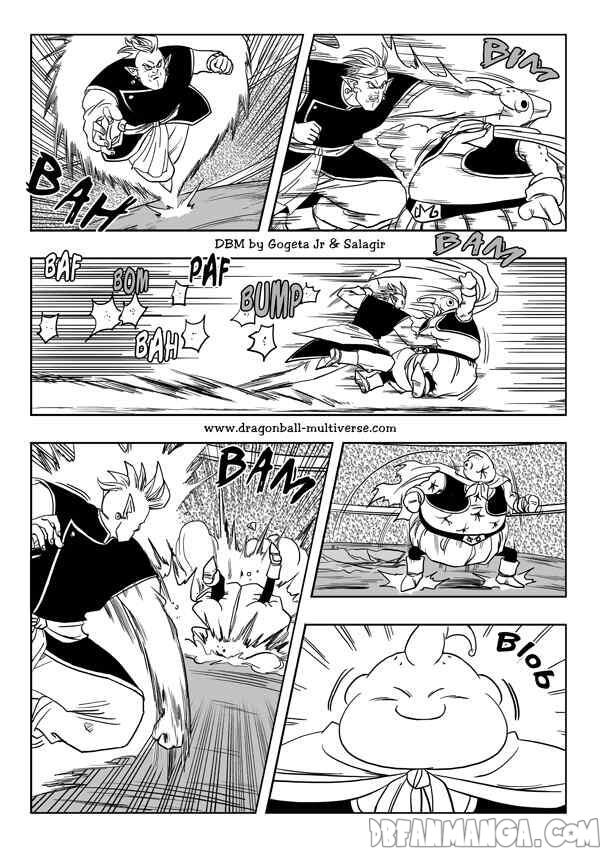 BAH
BIM
DBM by Gogeta Jr & Salagir
BAM
BAF
BOM
PAF
BUMP
BAH
www.dragonball-multiverse.com
BAM
Blob
M
DBFANMANGA.COM